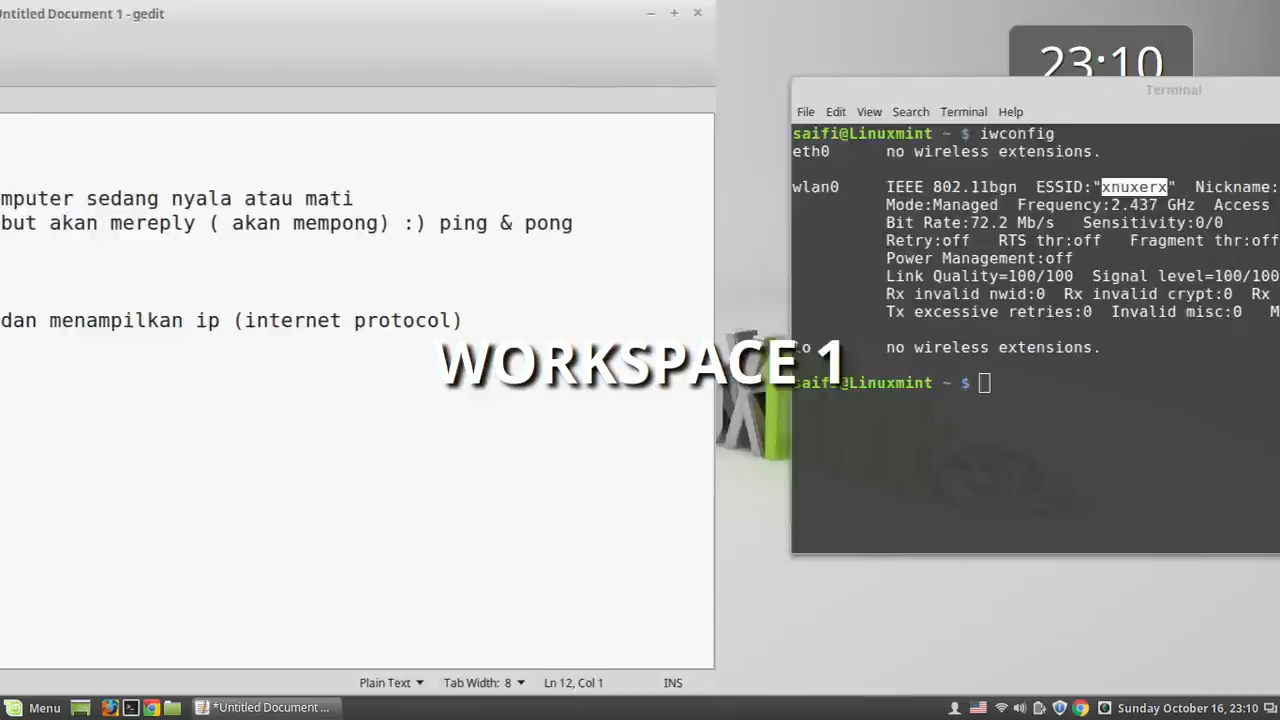 Untitled Document 1 - gedit
mputer sedang nyala atau mati
but akan mereply ( akan mempong) :) ping & pong
dan menampilkan ip (internet protocol)
Plain Text
Tab Width: 8
Ln 12, Col 1
INS
23:10
Terminal
File Edit View Search Terminal Help
saifi@Linuxmint ~ $ iwconfig
eth0 no wireless extensions.
wlan0 IEEE 802.11bgn ESSID:"xnuxerx" Nickname:
Mode:Managed Frequency:2.437 GHz Access
Bit Rate:72.2 Mb/s Sensitivity:0/0
Retry:off RTS thr:off Fragment thr:off
Power Management:off
Link Quality=100/100 Signal level=100/100
Rx invalid nwid:0 Rx invalid crypt:0 Rx
Tx excessive retries:0 Invalid misc:0 M
lo no wireless extensions.
saifi@Linuxmint ~ $
WORKSPACE 1
Menu
*Untitled Document ...
Sunday October 16, 23:10